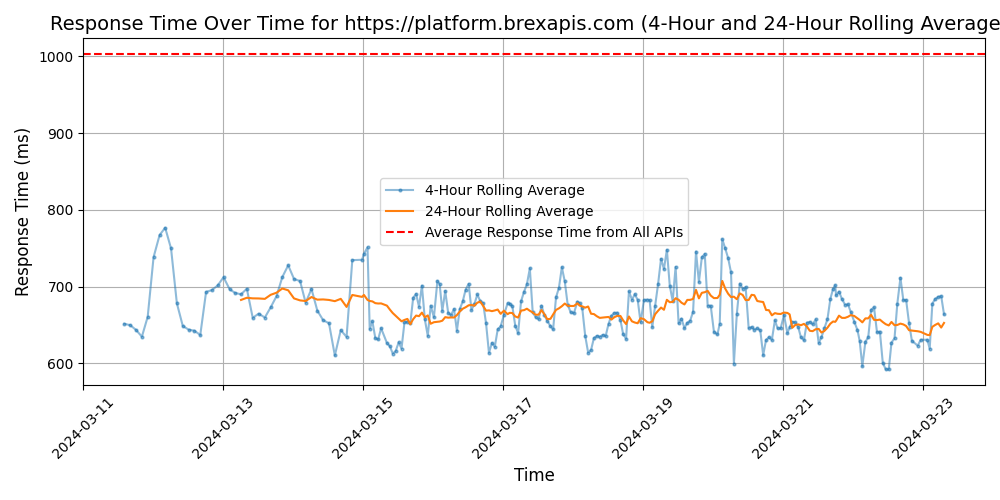 Response Time Over Time for https://platform.brexapis.com (4-Hour and 24-Hour Rolling Average
Response Time (ms)
1000
900
800
700
600
4-Hour Rolling Average
24-Hour Rolling Average
Average Response Time from All APIs
2024-03-11
2024-03-13
2024-03-15
2024-03-17
2024-03-19
2024-03-21
2024-03-23
Time